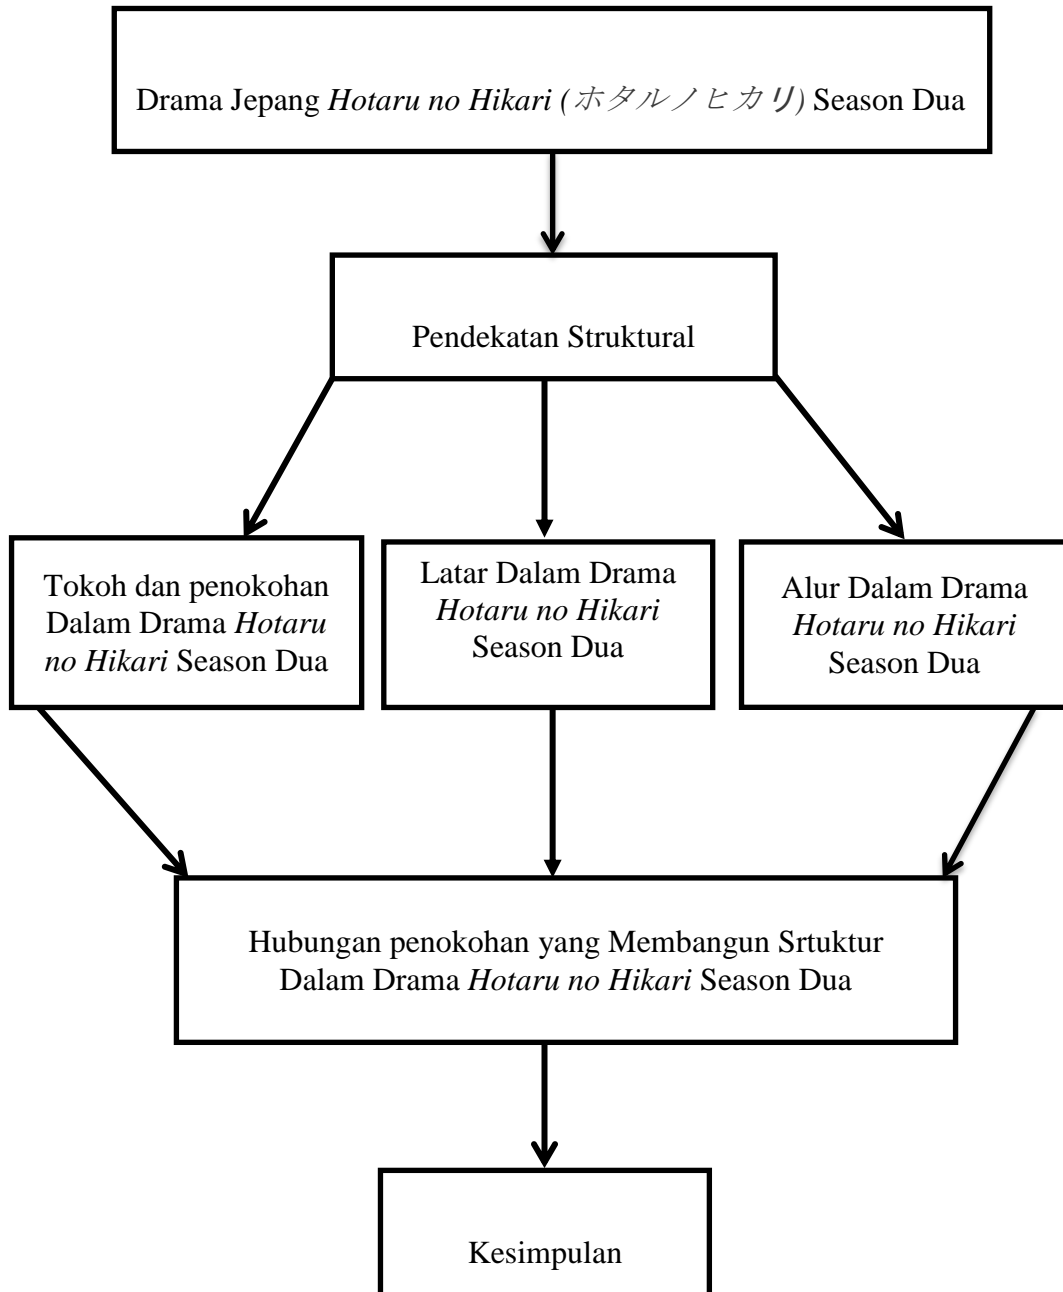 Drama Jepang Hotaru no Hikari (ホタルノヒカリ) Season Dua
Pendekatan Struktural
Tokoh dan penokohan
Dalam Drama Hotaru
no Hikari Season Dua
Latar Dalam Drama
Hotaru no Hikari
Season Dua
Alur Dalam Drama
Hotaru no Hikari
Season Dua
Hubungan penokohan yang Membangun Srtuktur
Dalam Drama Hotaru no Hikari Season Dua
Kesimpulan